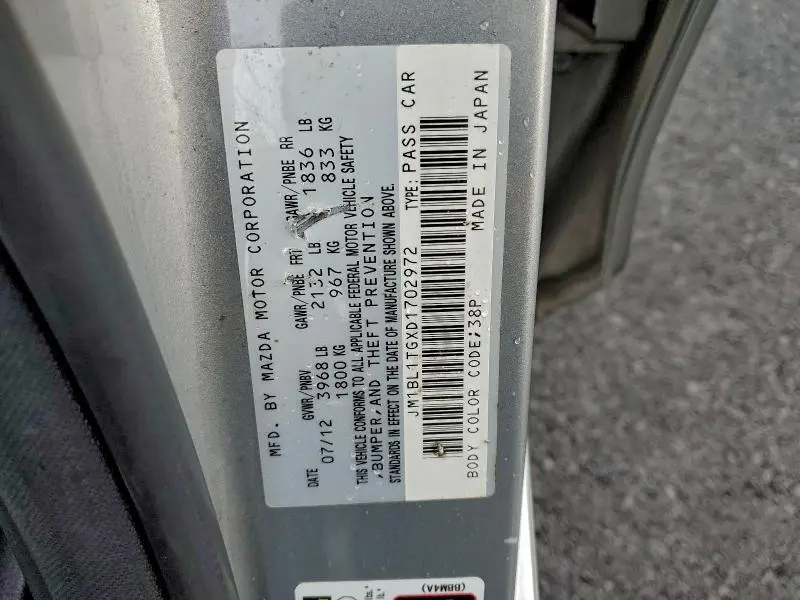 MFD. BY MAZDA MOTOR CORPORATION
DATE GVWR/PNBV GAWR/PNBE FRT GAWR/PNBE RR
07/12 3968 LB 2132 LB 1836 LB
1800 KG 967 KG 833 KG
THIS VEHICLE CONFORMS TO ALL APPLICABLE FEDERAL MOTOR VEHICLE SAFETY
,BUMPER,AND THEFT PREVENTION
STANDARDS IN EFFECT ON THE DATE OF MANUFACTURE SHOWN ABOVE.
JM1BL1TGXD1702972 TYPE: PASS CAR
BODY COLOR CODE;38P. MADE IN JAPAN
(BBM4A)